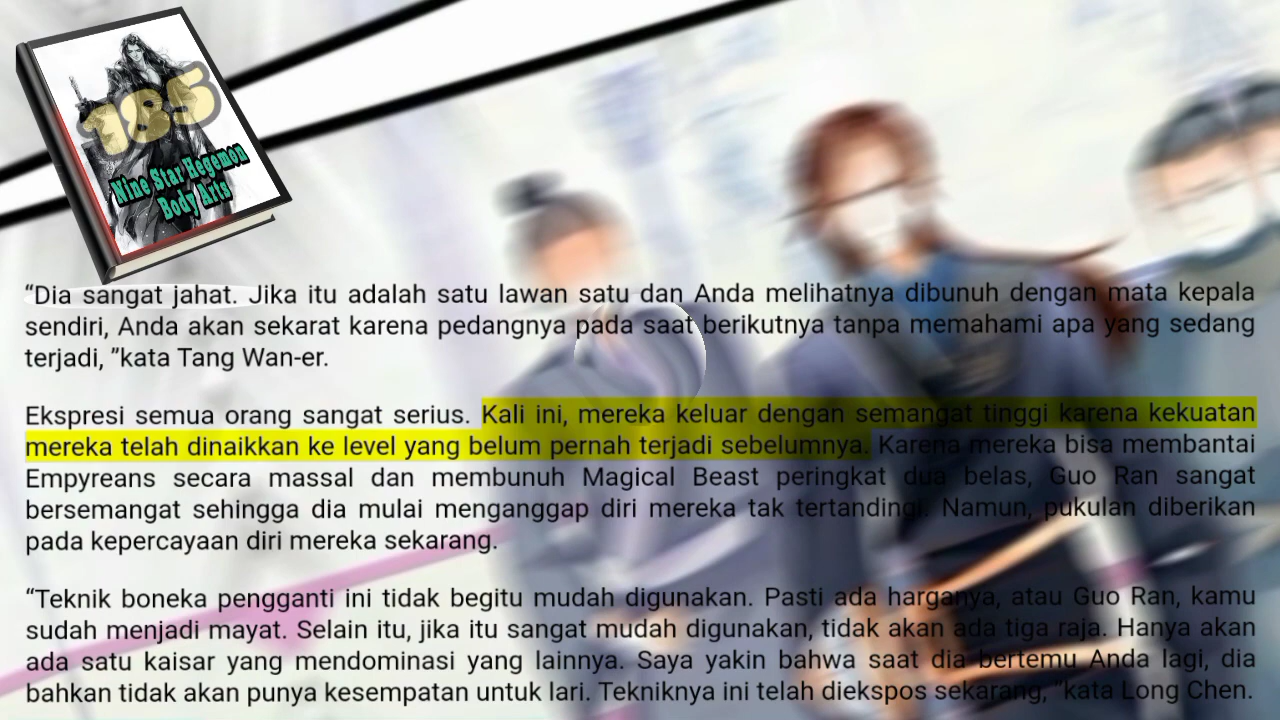 185
Nine Star Hegemon
Body Arts
“Dia sangat jahat. Jika itu adalah satu lawan satu dan Anda melihatnya dibunuh dengan mata kepala
sendiri, Anda akan sekarat karena pedangnya pada saat berikutnya tanpa memahami apa yang sedang
terjadi, ”kata Tang Wan-er.
Ekspresi semua orang sangat serius. Kali ini, mereka keluar dengan semangat tinggi karena kekuatan
mereka telah dinaikkan ke level yang belum pernah terjadi sebelumnya. Karena mereka bisa membantai
Empyreans secara massal dan membunuh Magical Beast peringkat dua belas, Guo Ran sangat
bersemangat sehingga dia mulai menganggap diri mereka tak tertandingi. Namun, pukulan diberikan
pada kepercayaan diri mereka sekarang.
“Teknik boneka pengganti ini tidak begitu mudah digunakan. Pasti ada harganya, atau Guo Ran, kamu
sudah menjadi mayat. Selain itu, jika itu sangat mudah digunakan, tidak akan ada tiga raja. Hanya akan
ada satu kaisar yang mendominasi yang lainnya. Saya yakin bahwa saat dia bertemu Anda lagi, dia
bahkan tidak akan punya kesempatan untuk lari. Tekniknya ini telah diekspos sekarang, ”kata Long Chen.